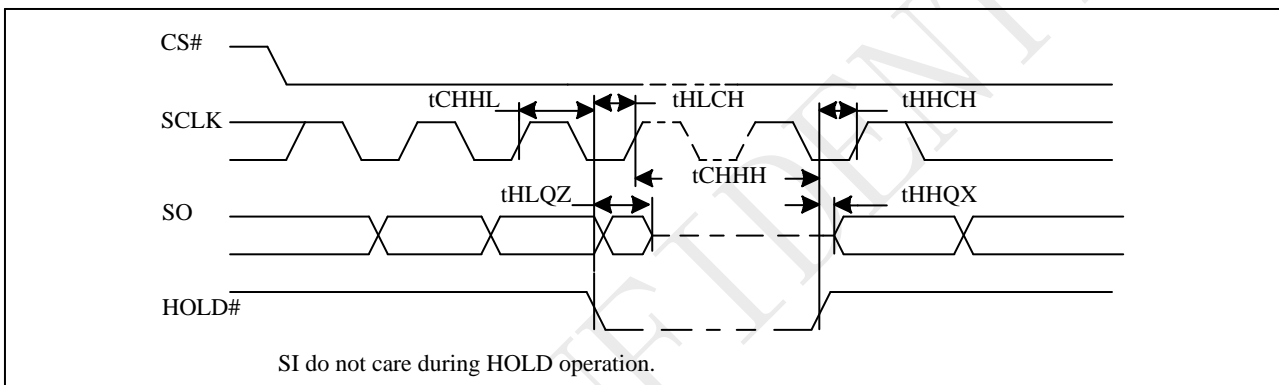 CS#
tCHHL
tHLCH
tHHCH
SCLK
tCHHH
tHLQZ
tHHQX
SO
HOLD#
SI do not care during HOLD operation.